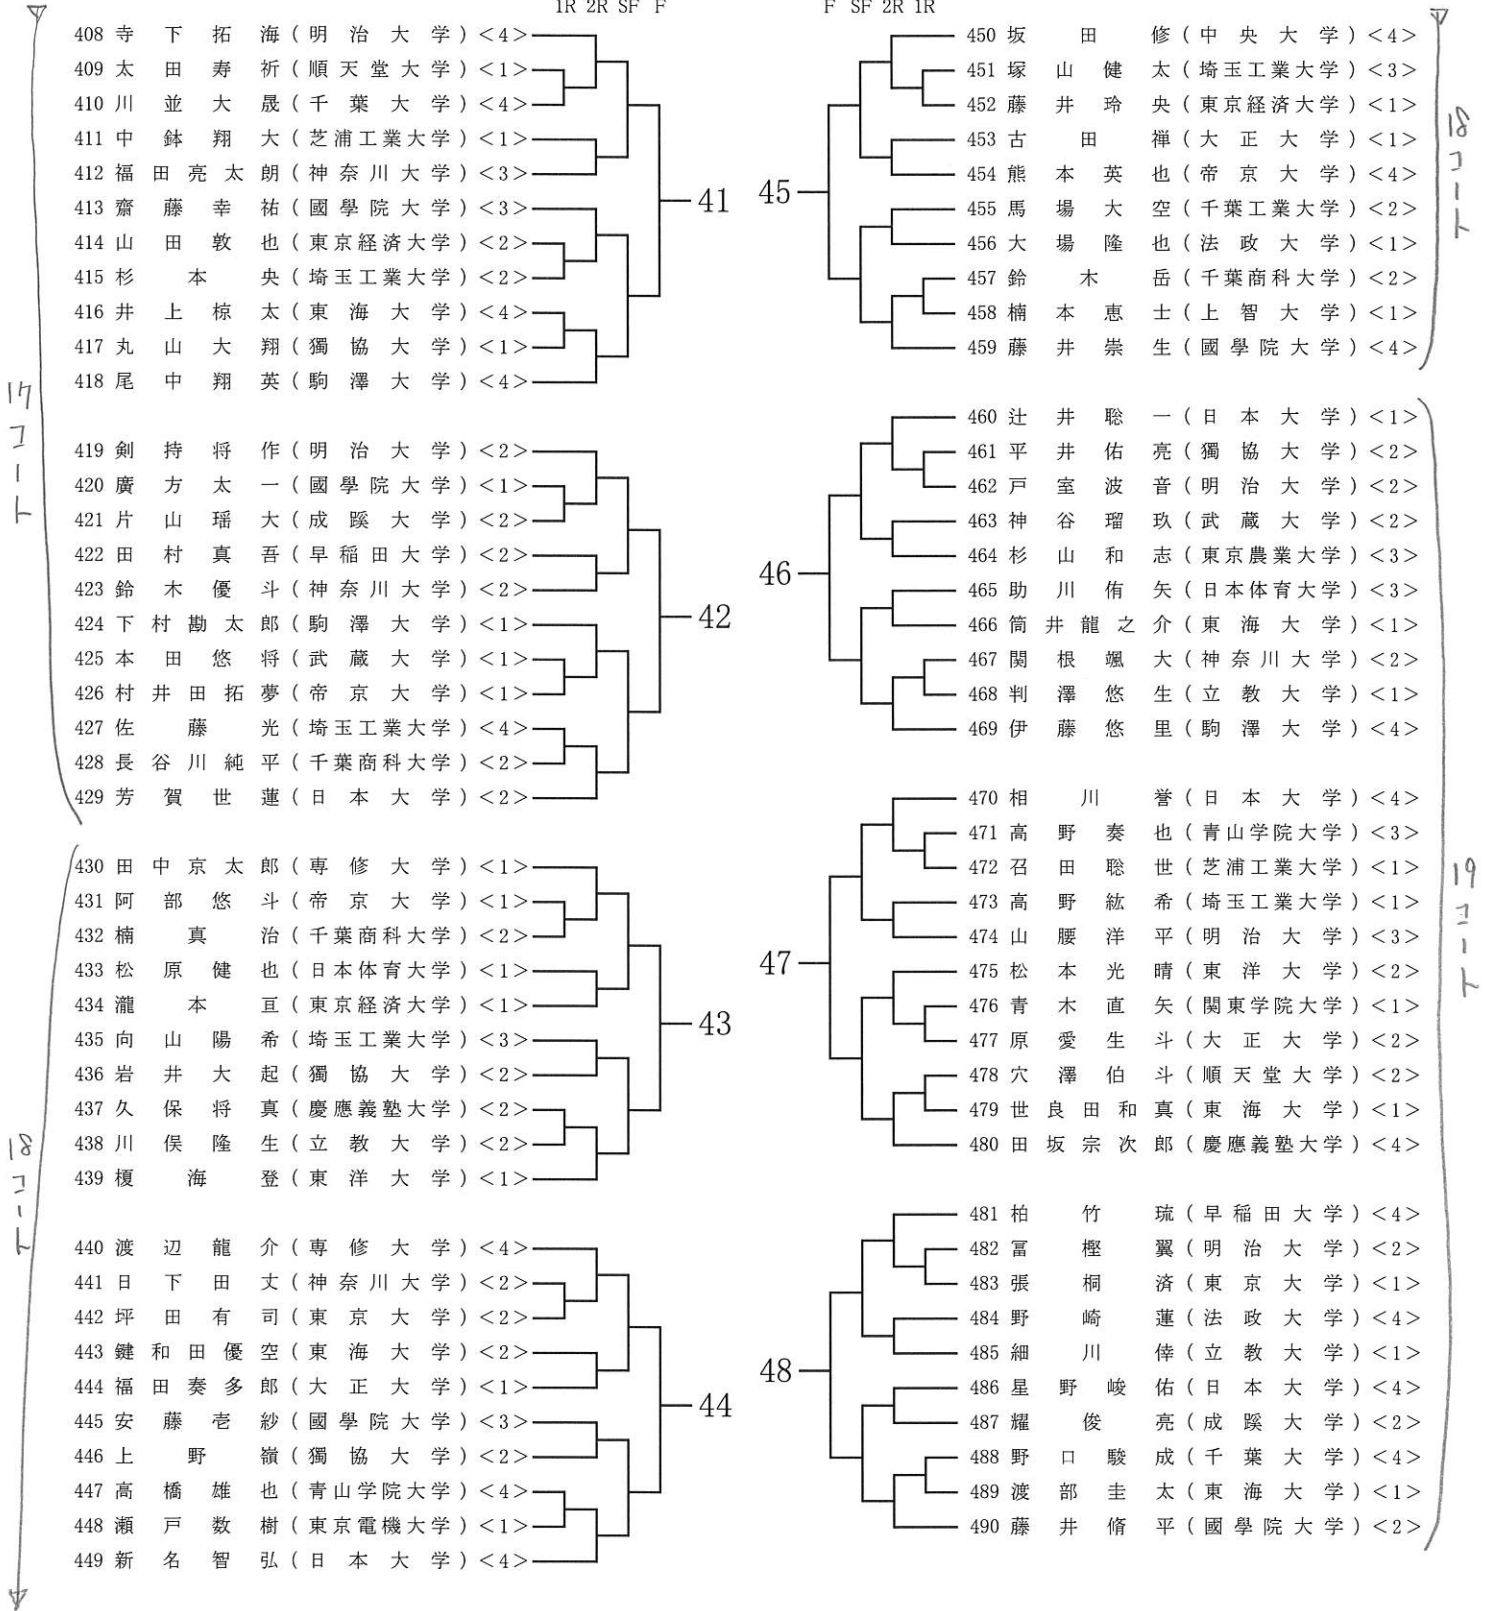 1R 2R SF F
408 寺下拓海 (明治大学) <4>
409 太田寿祈 (順天堂大学) <1>
410 川並大晟 (千葉大学) <4>
411 中鉢翔大 (芝浦工業大学) <1>
412 福田亮太朗 (神奈川大学) <3>
413 齋藤幸祐 (國學院大学) <3>
414 山田敦也 (東京経済大学) <2>
415 杉本央 (埼玉工業大学) <2>
416 井上椋太 (東海大学) <4>
417 丸山大翔 (獨協大学) <1>
418 尾中翔英 (駒澤大学) <4>
41
419 剣持将作 (明治大学) <2>
420 廣方太一 (國學院大学) <1>
421 片山瑶大 (成蹊大学) <2>
422 田村真吾 (早稲田大学) <2>
423 鈴木優斗 (神奈川大学) <2>
424 下村勘太郎 (駒澤大学) <1>
425 本田悠将 (武蔵大学) <1>
426 村井田拓夢 (帝京大学) <1>
427 佐藤光 (埼玉工業大学) <4>
428 長谷川純平 (千葉商科大学) <2>
429 芳賀世蓮 (日本大学) <2>
42
17コート
430 田中京太郎 (専修大学) <1>
431 阿部悠斗 (帝京大学) <1>
432 楠真治 (千葉商科大学) <2>
433 松原健也 (日本体育大学) <1>
434 瀧本亘 (東京経済大学) <1>
435 向山陽希 (埼玉工業大学) <3>
436 岩井大起 (獨協大学) <2>
437 久保将真 (慶應義塾大学) <2>
438 川俣隆生 (立教大学) <2>
439 榎海登 (東洋大学) <1>
43
440 渡辺龍介 (専修大学) <4>
441 日下田丈 (神奈川大学) <2>
442 坪田有司 (東京大学) <2>
443 鍵和田優空 (東海大学) <2>
444 福田奏多郎 (大正大学) <1>
445 安藤壱紗 (國學院大学) <3>
446 上野嶺 (獨協大学) <2>
447 高橋雄也 (青山学院大学) <4>
448 瀬戸数樹 (東京電機大学) <1>
449 新名智弘 (日本大学) <4>
44
18コート
F SF 2R 1R
450 坂田修 (中央大学) <4>
451 塚山健太 (埼玉工業大学) <3>
452 藤井玲央 (東京経済大学) <1>
453 古田禅 (大正大学) <1>
454 熊本英也 (帝京大学) <4>
455 馬場大空 (千葉工業大学) <2>
456 大場隆也 (法政大学) <1>
457 鈴木岳 (千葉商科大学) <2>
458 楠本恵士 (上智大学) <1>
459 藤井崇生 (國學院大学) <4>
45
18コート
460 辻井聡一 (日本大学) <1>
461 平井佑亮 (獨協大学) <2>
462 戸室波音 (明治大学) <2>
463 神谷瑠玖 (武蔵大学) <2>
464 杉山和志 (東京農業大学) <3>
465 助川侑矢 (日本体育大学) <3>
466 筒井龍之介 (東海大学) <1>
467 関根颯大 (神奈川大学) <2>
468 判澤悠生 (立教大学) <1>
469 伊藤悠里 (駒澤大学) <4>
46
470 相川誉 (日本大学) <4>
471 高野奏也 (青山学院大学) <3>
472 召田聡世 (芝浦工業大学) <1>
473 高野紘希 (埼玉工業大学) <1>
474 山腰洋平 (明治大学) <3>
475 松本光晴 (東洋大学) <2>
476 青木直矢 (関東学院大学) <1>
477 原愛生斗 (大正大学) <2>
478 穴澤伯斗 (順天堂大学) <2>
479 世良田和真 (東海大学) <1>
480 田坂宗次郎 (慶應義塾大学) <4>
47
481 柏竹琉 (早稲田大学) <4>
482 冨樫翼 (明治大学) <2>
483 張桐済 (東京大学) <1>
484 野崎蓮 (法政大学) <4>
485 細川倖 (立教大学) <1>
486 星野峻佑 (日本大学) <4>
487 耀俊亮 (成蹊大学) <2>
488 野口駿成 (千葉大学) <4>
489 渡部圭太 (東海大学) <1>
490 藤井脩平 (國學院大学) <2>
48
19コート